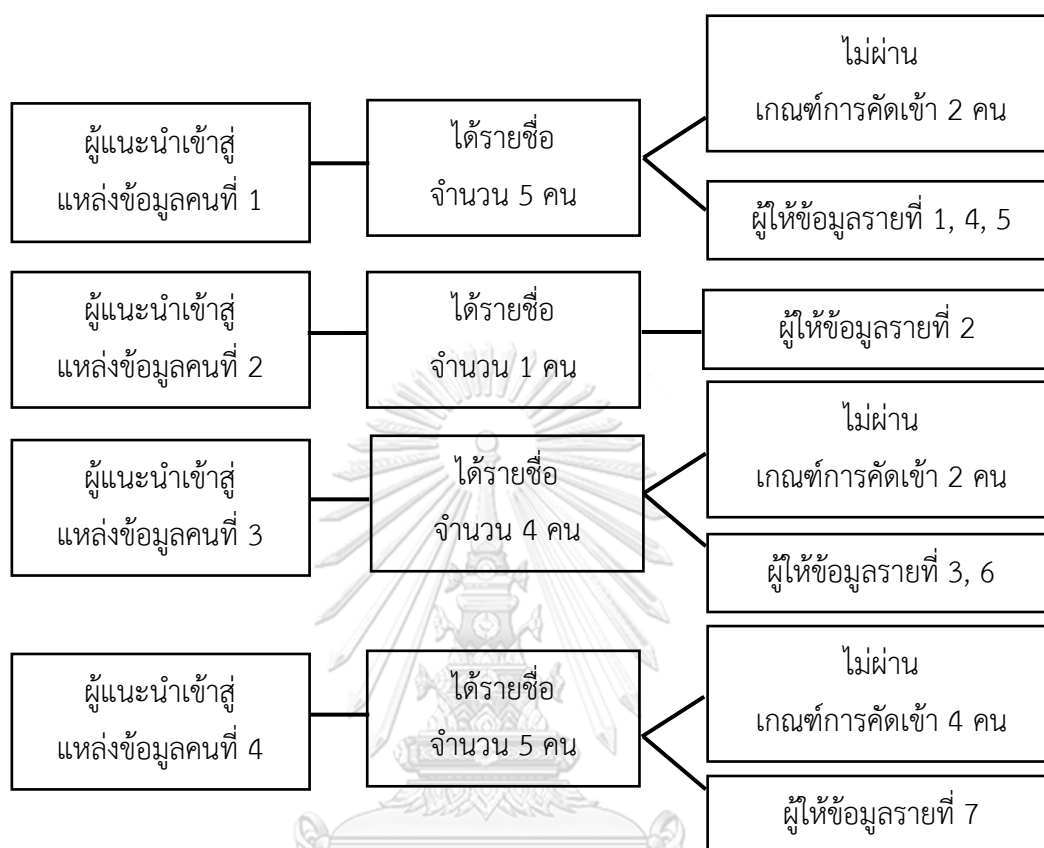 ผู้แนะนำเข้าสู่
แหล่งข้อมูลคนที่ 1
ได้รายชื่อ
จำนวน 5 คน
ไม่ผ่าน
เกณฑ์การคัดเข้า 2 คน
ผู้ให้ข้อมูลรายที่ 1, 4, 5
ผู้แนะนำเข้าสู่
แหล่งข้อมูลคนที่ 2
ได้รายชื่อ
จำนวน 1 คน
ผู้ให้ข้อมูลรายที่ 2
ผู้แนะนำเข้าสู่
แหล่งข้อมูลคนที่ 3
ได้รายชื่อ
จำนวน 4 คน
ไม่ผ่าน
เกณฑ์การคัดเข้า 2 คน
ผู้ให้ข้อมูลรายที่ 3, 6
ผู้แนะนำเข้าสู่
แหล่งข้อมูลคนที่ 4
ได้รายชื่อ
จำนวน 5 คน
ไม่ผ่าน
เกณฑ์การคัดเข้า 4 คน
ผู้ให้ข้อมูลรายที่ 7